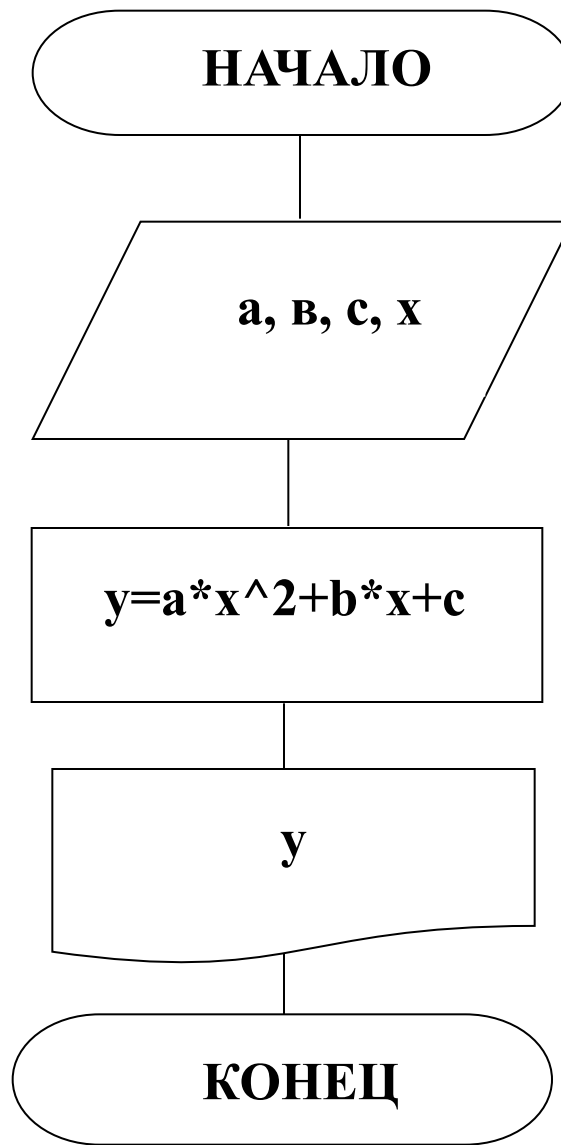 НАЧАЛО
а, в, с, х
y=a*x^2+b*x+c
y
КОНЕЦ